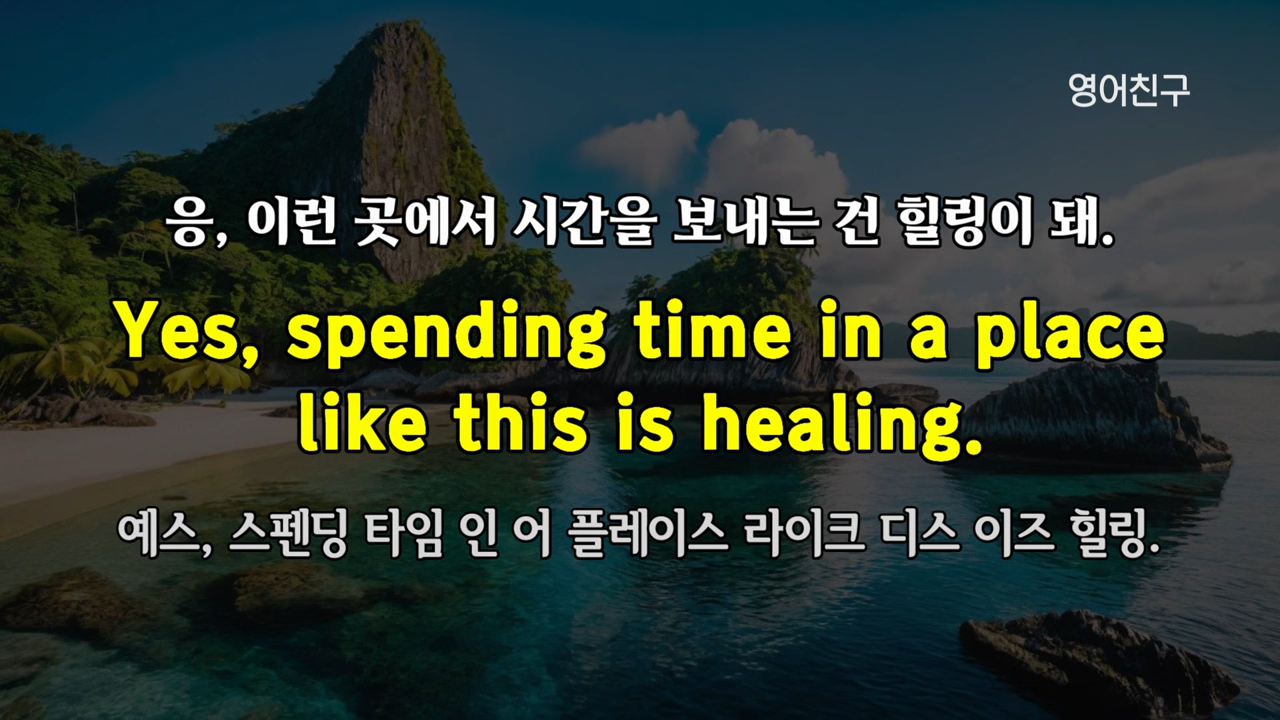 영어친구
응, 이런 곳에서 시간을 보내는 건 힐링이 돼.
Yes, spending time in a place
like this is healing.
예스, 스펜딩 타임 인 어 플레이스 라이크 디스 이즈 힐링.